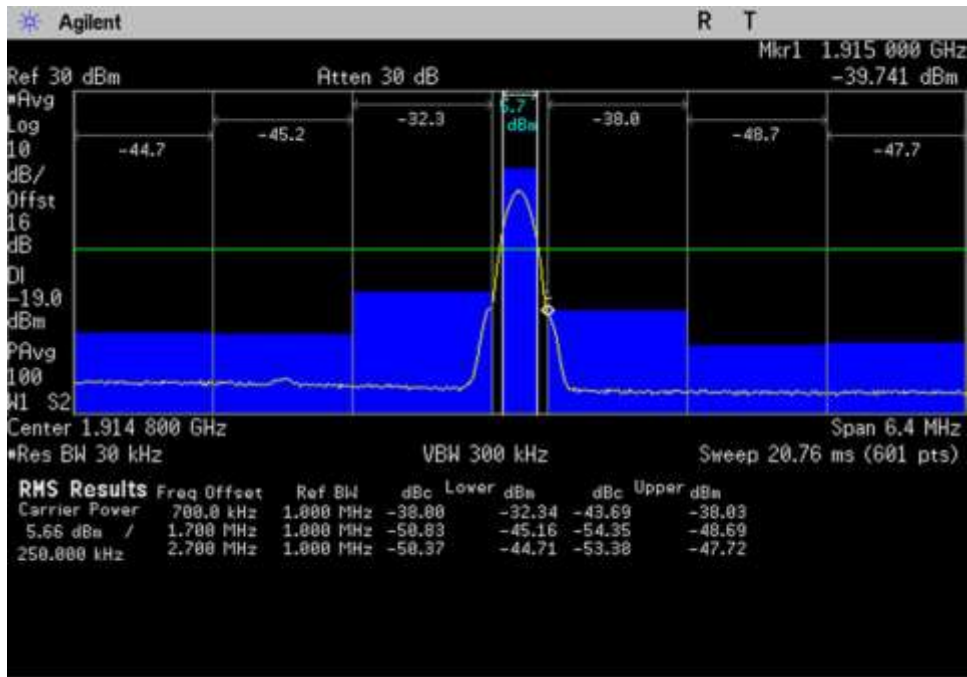 Agilent R T
Mkr1 1.915 000 GHz
Ref 30 dBm Atten 30 dB -39.741 dBm
#Avg
Log
10
dB/
Offst
16
dB
DI
-19.0
dBm
PAvg
100
W1 S2
-44.7
-45.2
-32.3
5.7
dBm
-38.0
-48.7
-47.7
Center 1.914 800 GHz Span 6.4 MHz
#Res BW 30 kHz VBW 300 kHz Sweep 20.76 ms (601 pts)
RMS Results Freq Offset Ref BW dBc Lower dBm dBc Upper dBm
Carrier Power 700.0 kHz 1.000 MHz -38.00 -32.34 -43.69 -38.03
5.66 dBm / 1.700 MHz 1.000 MHz -50.83 -45.16 -54.35 -48.69
250.000 kHz 2.700 MHz 1.000 MHz -50.37 -44.71 -53.38 -47.72